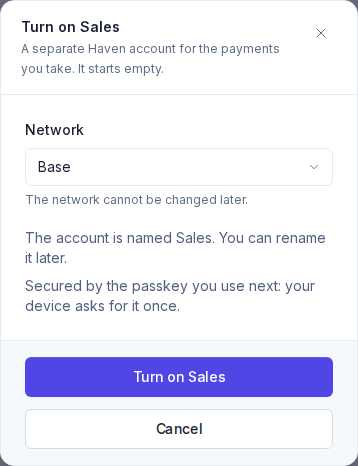 Turn on Sales
A separate Haven account for the payments
you take. It starts empty.
Network
Base
The network cannot be changed later.
The account is named Sales. You can rename
it later.
Secured by the passkey you use next: your
device asks for it once.
Turn on Sales
Cancel